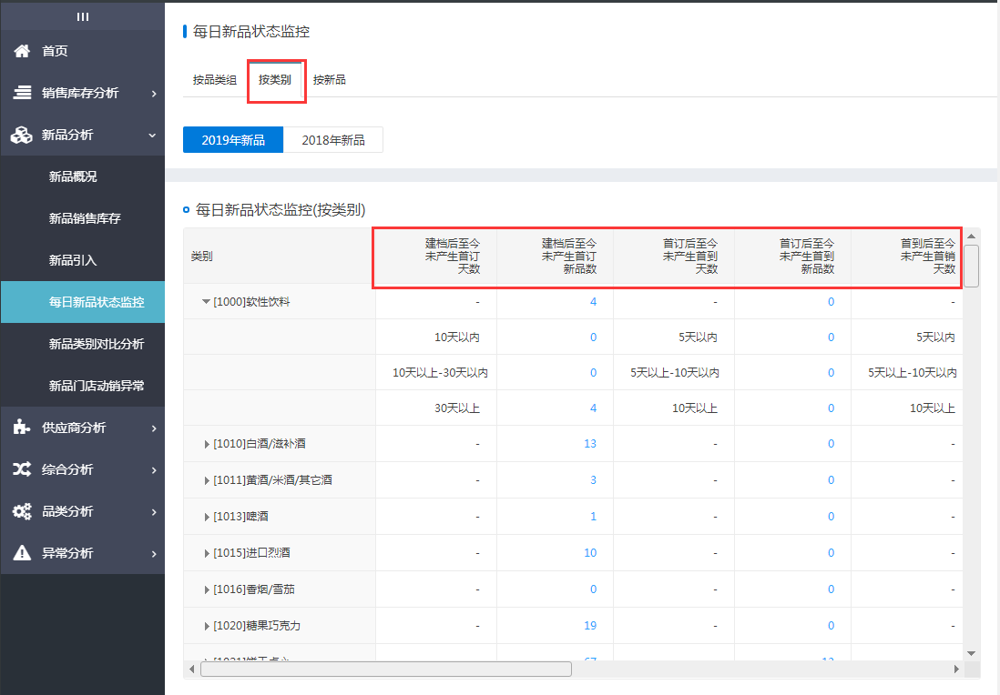 首页
销售库存分析
新品分析
新品概况
新品销售库存
新品引入
每日新品状态监控
新品类别对比分析
新品门店动销异常
供应商分析
综合分析
品类分析
异常分析
每日新品状态监控
按品类组 按类别 按新品
2019年新品 2018年新品
每日新品状态监控(按类别)
类别 建档后至今未产生首订天数 建档后至今未产生首订新品数 首订后至今未产生首到天数 首订后至今未产生首到新品数 首到后至今未产生首销天数
[1000]软性饮料 - 4 - 0 -
10天以内 0 5天以内 0 5天以内
10天以上-30天以内 0 5天以上-10天以内 0 5天以上-10天以内
30天以上 4 10天以上 0 10天以上
[1010]白酒/滋补酒 - 13 - 0 -
[1011]黄酒/米酒/其它酒 - 3 - 0 -
[1013]啤酒 - 1 - 0 -
[1015]进口烈酒 - 10 - 0 -
[1016]香烟/雪茄 - 0 - 0 -
[1020]糖果巧克力 - 19 - 0 -